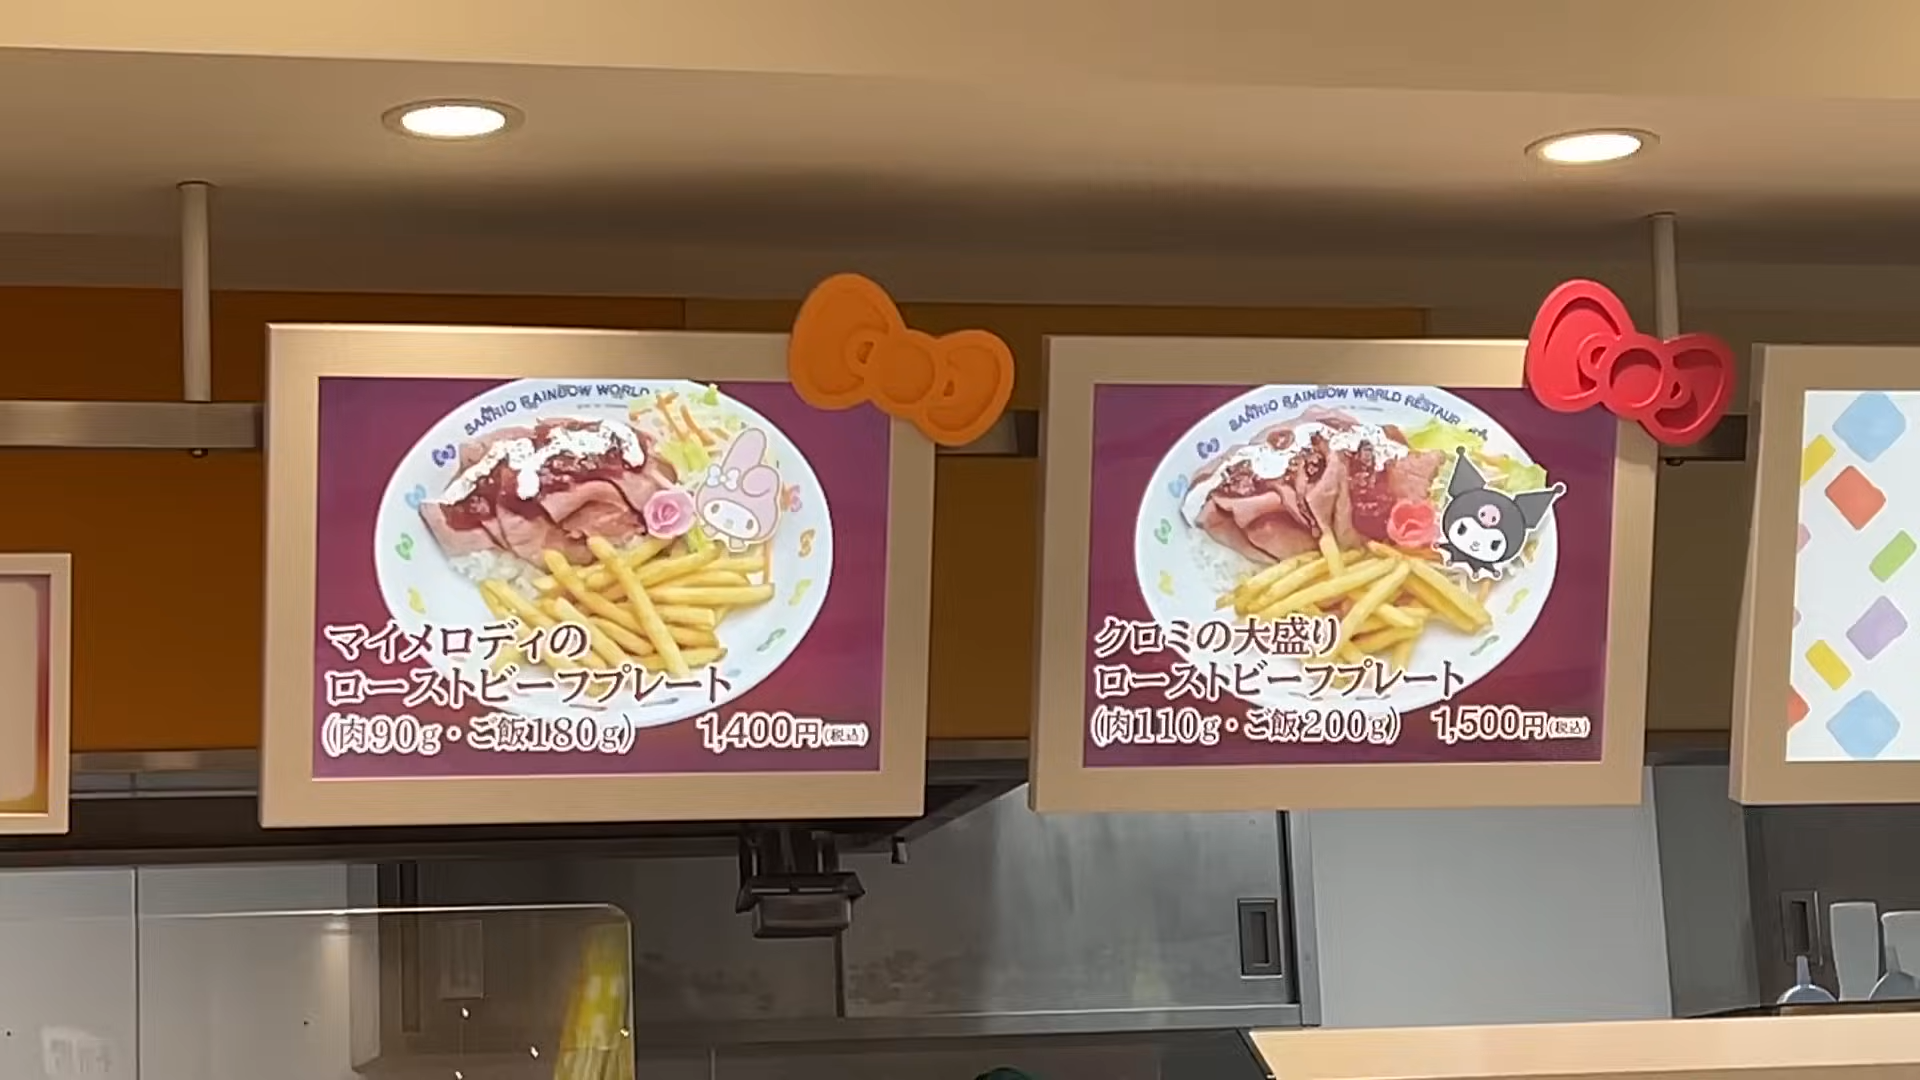 SANRIO RAINBOW WORLD
マイメロディの
ローストビーフプレート
(肉90g・ご飯180g) 1,400円(税込)
SANRIO RAINBOW WORLD RESTAUR
クロミの大盛り
ローストビーフプレート
(肉110g・ご飯200g) 1,500円(税込)